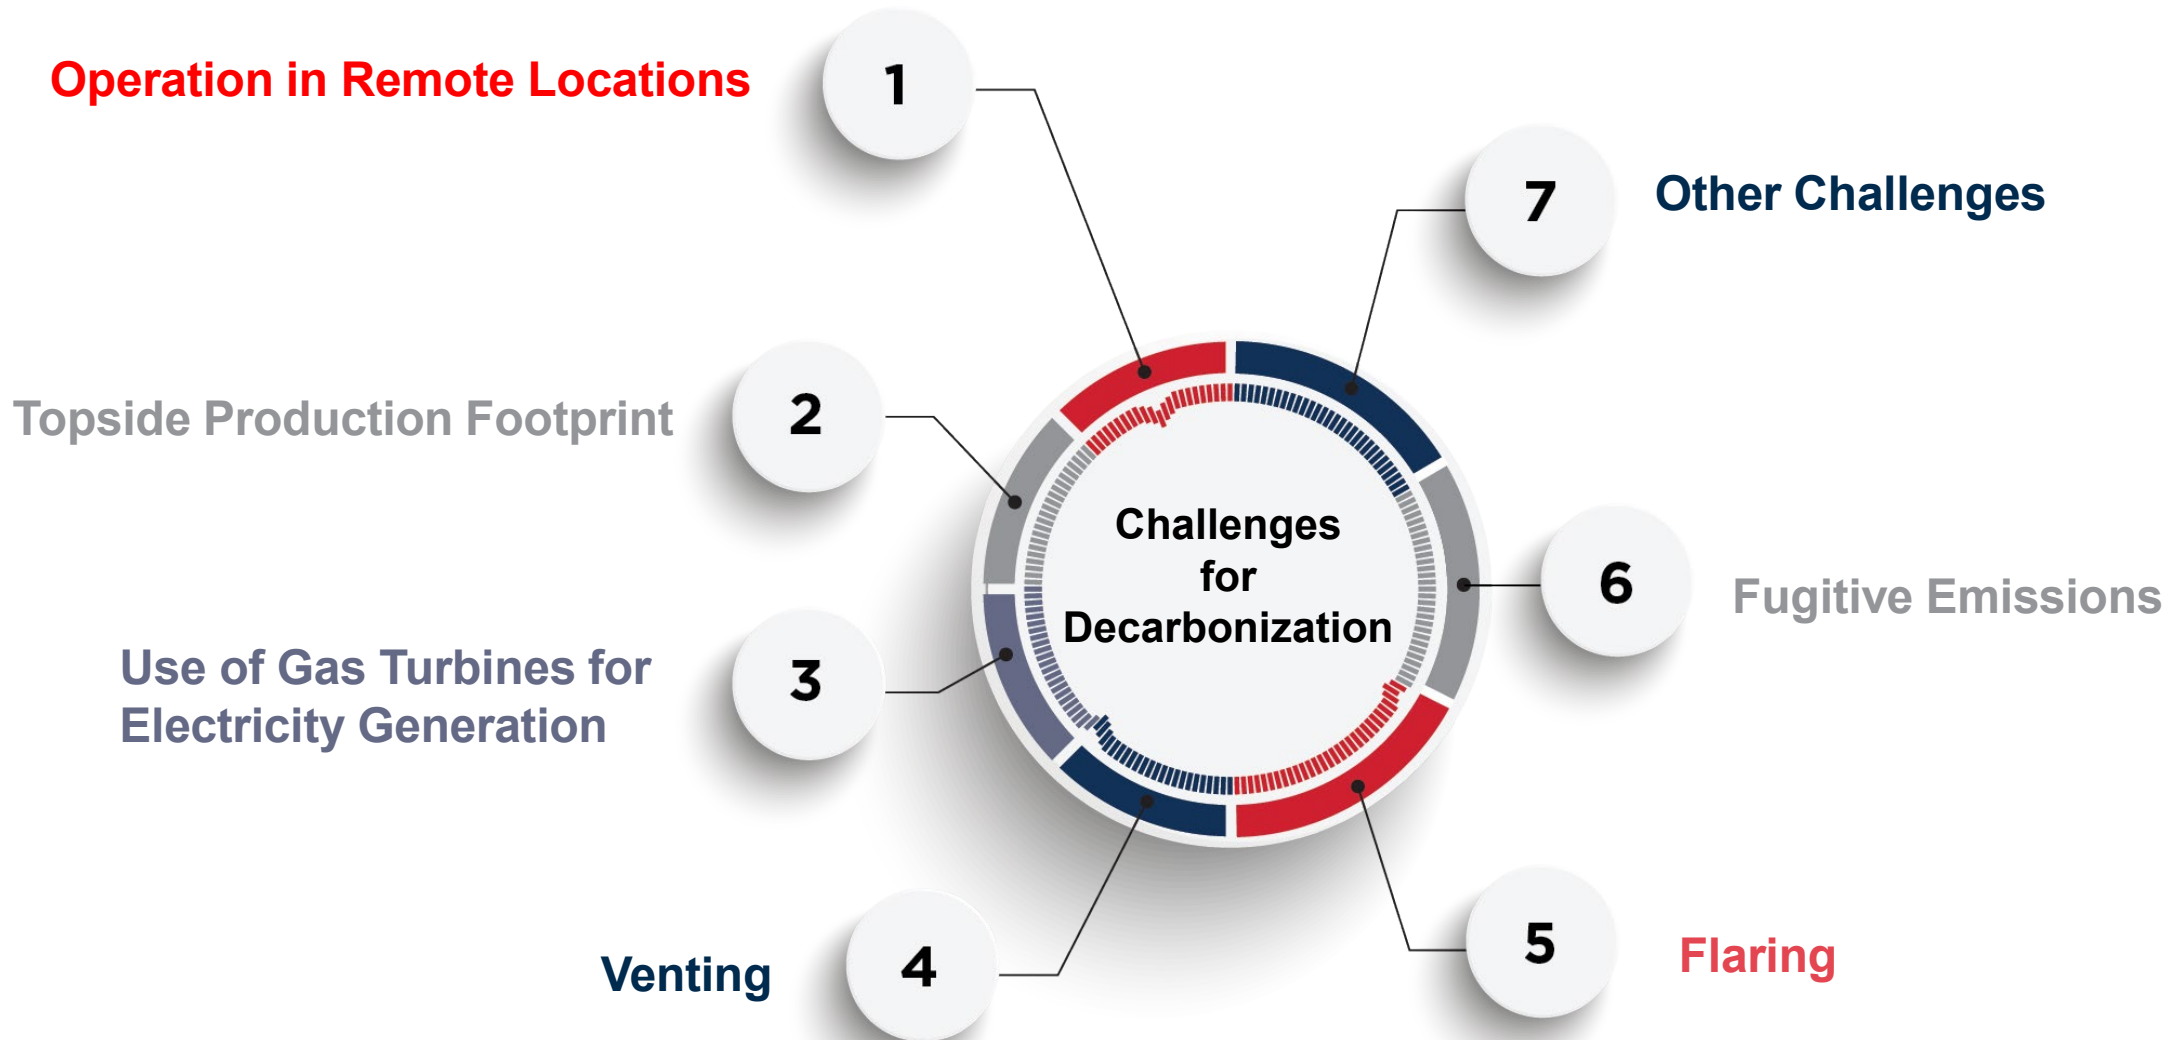 Operation in Remote Locations
1
Topside Production Footprint
2
Use of Gas Turbines for
Electricity Generation
3
Venting
4
Challenges
for
Decarbonization
5
Flaring
6
Fugitive Emissions
7
Other Challenges